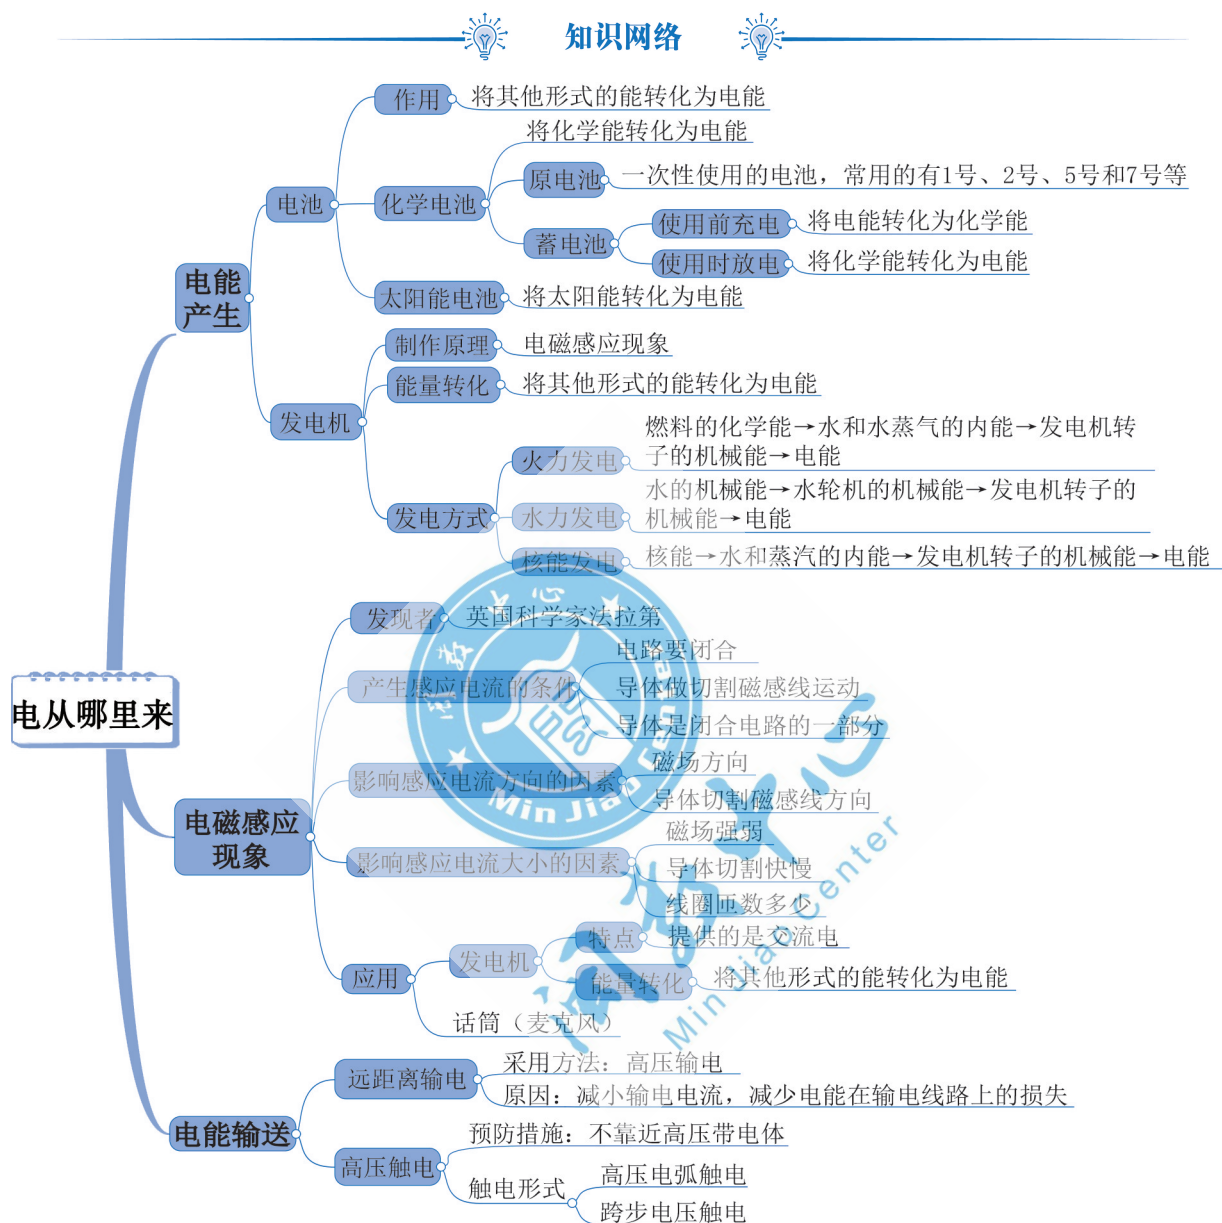 知识网络
电从哪里来
电能
产生
电池
作用
将其他形式的能转化为电能
化学电池
将化学能转化为电能
原电池
一次性使用的电池，常用的有1号、2号、5号和7号等
蓄电池
使用前充电
将电能转化为化学能
使用时放电
将化学能转化为电能
太阳能电池
将太阳能转化为电能
发电机
制作原理
电磁感应现象
能量转化
将其他形式的能转化为电能
发电方式
火力发电
燃料的化学能→水和水蒸气的内能→发电机转
子的机械能→电能
水力发电
水的机械能→水轮机的机械能→发电机转子的
机械能→电能
核能发电
核能→水和蒸汽的内能→发电机转子的机械能→电能
电磁感应
现象
发现者
英国科学家法拉第
产生感应电流的条件
电路要闭合
导体做切割磁感线运动
导体是闭合电路的一部分
影响感应电流方向的因素
磁场方向
导体切割磁感线方向
影响感应电流大小的因素
磁场强弱
导体切割快慢
线圈匝数多少
应用
发电机
特点
提供的是交流电
能量转化
将其他形式的能转化为电能
话筒（麦克风）
电能输送
远距离输电
采用方法：高压输电
原因：减小输电电流，减少电能在输电线路上的损失
高压触电
预防措施：不靠近高压带电体
触电形式
高压电弧触电
跨步电压触电
闽教中心
Min Jiao Center
闽教中心
Min Jiao Center